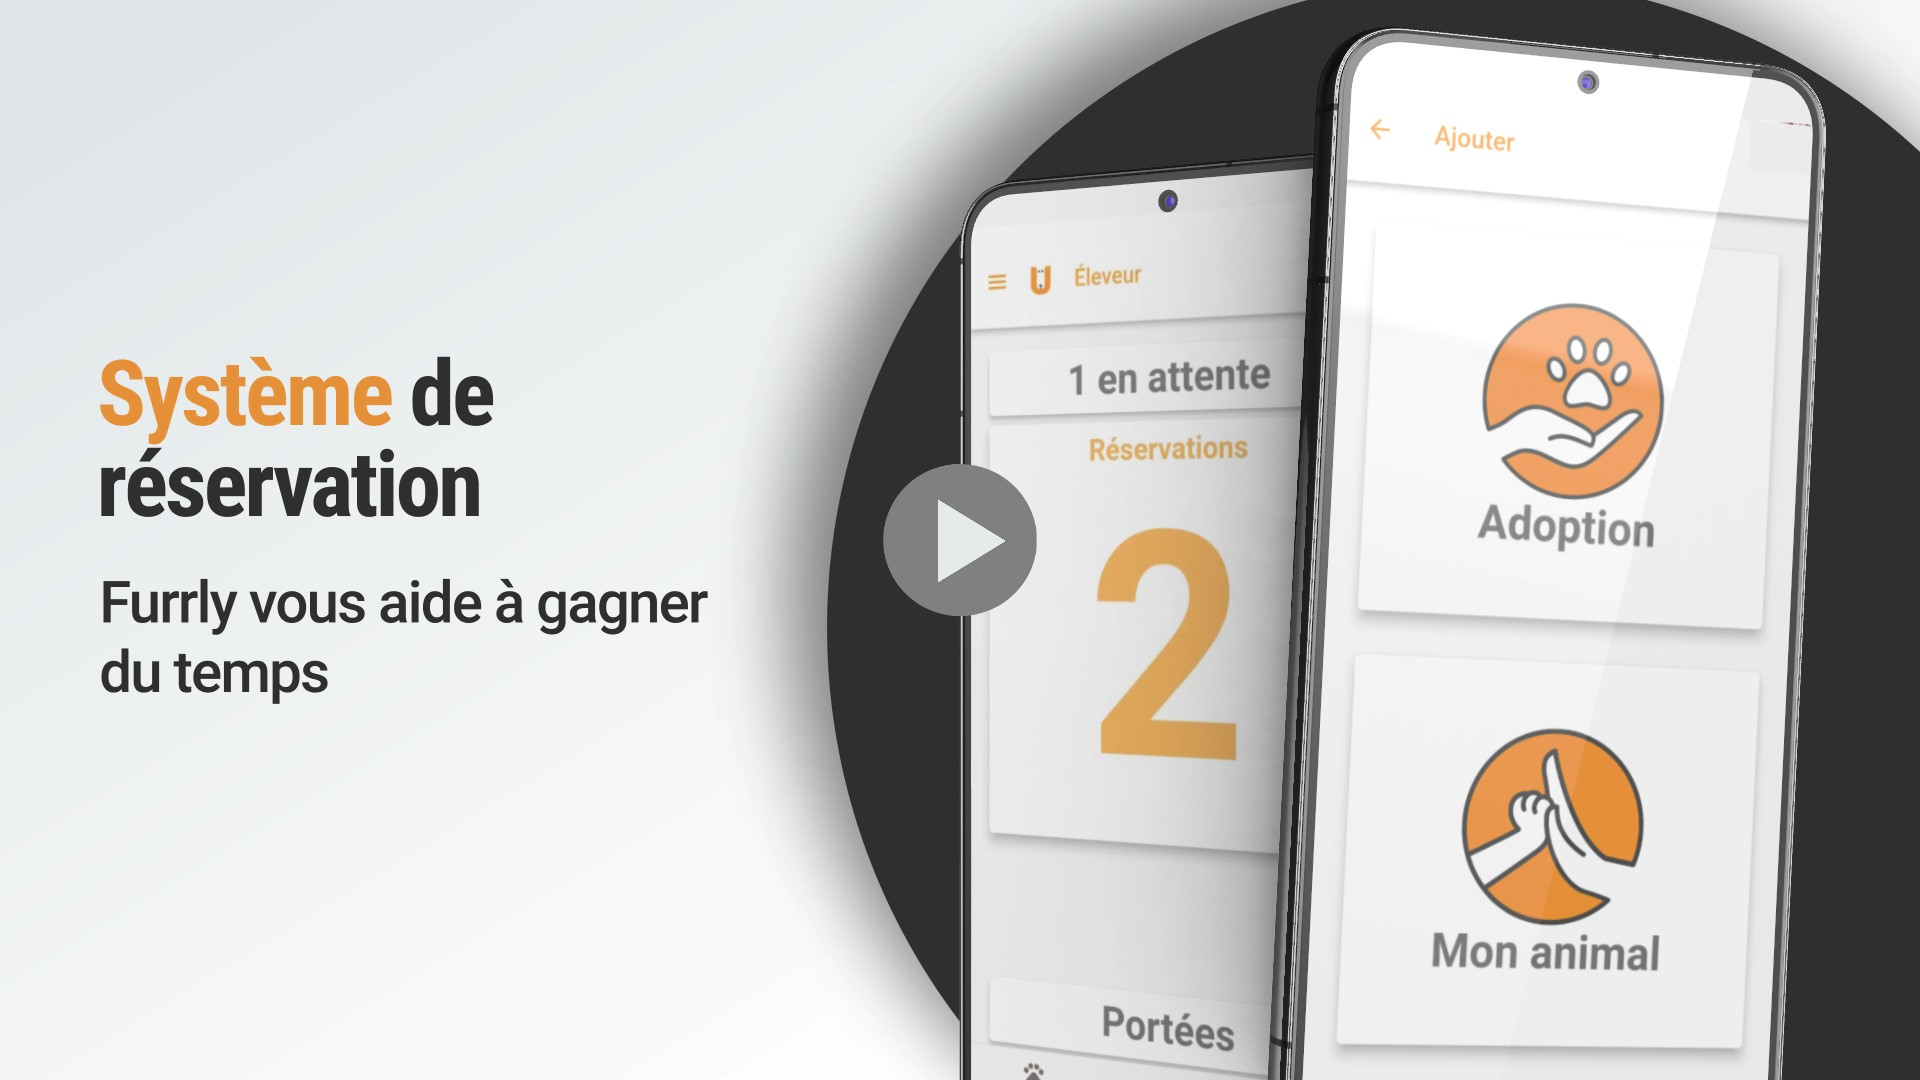 Système de
réservation
Furrly vous aide à gagner
du temps
Éleveur
1 en attente
Réservations
2
Portées
Ajouter
Adoption
Mon animal